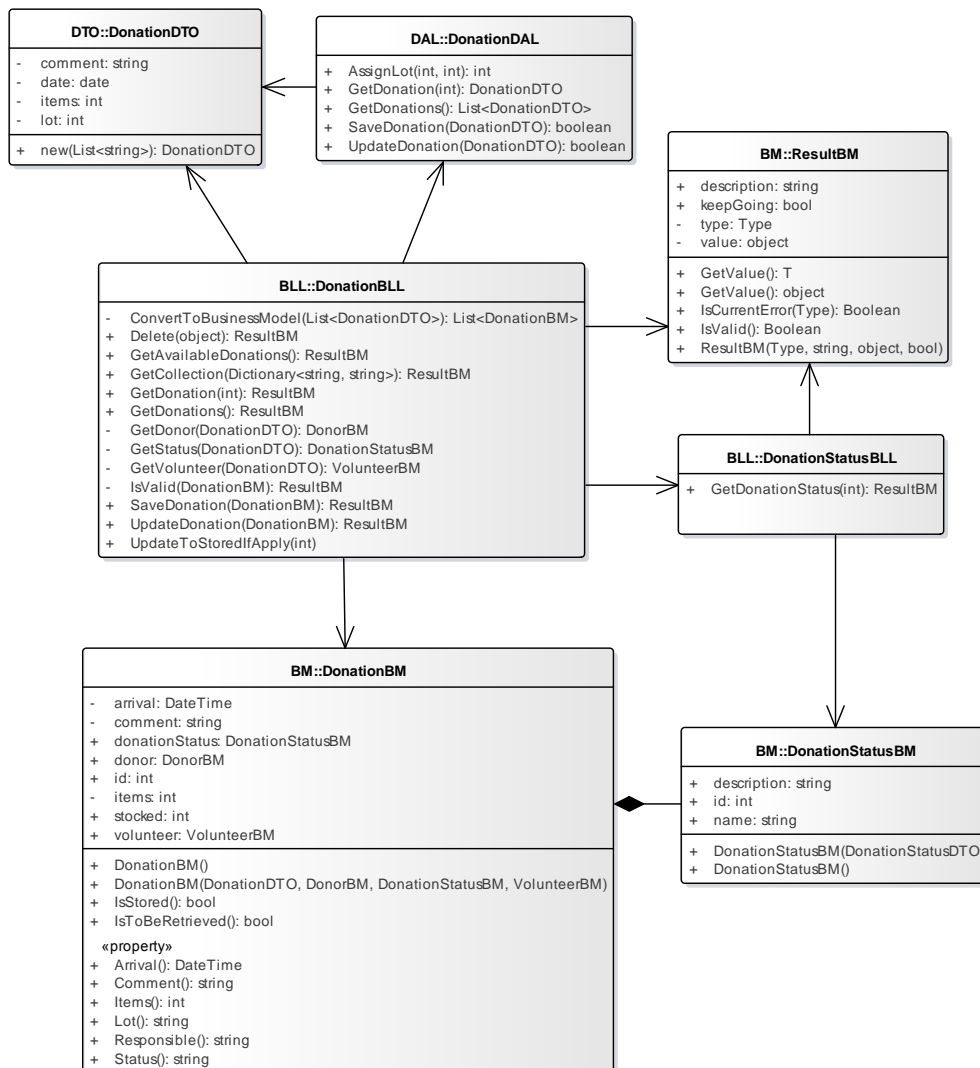 DTO::DonationDTO
- comment: string
- date: date
- items: int
- lot: int
+ new(List<string>): DonationDTO
DAL::DonationDAL
+ AssignLot(int, int): int
+ GetDonation(int): DonationDTO
+ GetDonations(): List<DonationDTO>
+ SaveDonation(DonationDTO): boolean
+ UpdateDonation(DonationDTO): boolean
BM::ResultBM
+ description: string
+ keepGoing: bool
- type: Type
- value: object
+ GetValue(): T
+ GetValue(): object
+ IsCurrentError(Type): Boolean
+ IsValid(): Boolean
+ ResultBM(Type, string, object, bool)
BLL::DonationBLL
- ConvertToBusinessModel(List<DonationDTO>): List<DonationBM>
+ Delete(object): ResultBM
+ GetAvailableDonations(): ResultBM
+ GetCollection(Dictionary<string, string>): ResultBM
+ GetDonation(int): ResultBM
+ GetDonations(): ResultBM
- GetDonor(DonationDTO): DonorBM
- GetStatus(DonationDTO): DonationStatusBM
- GetVolunteer(DonationDTO): VolunteerBM
- IsValid(DonationBM): ResultBM
+ SaveDonation(DonationBM): ResultBM
+ UpdateDonation(DonationBM): ResultBM
+ UpdateToStoredIfApply(int)
BLL::DonationStatusBLL
+ GetDonationStatus(int): ResultBM
BM::DonationBM
- arrival: DateTime
- comment: string
+ donationStatus: DonationStatusBM
+ donor: DonorBM
+ id: int
- items: int
+ stocked: int
+ volunteer: VolunteerBM
+ DonationBM()
+ DonationBM(DonationDTO, DonorBM, DonationStatusBM, VolunteerBM)
+ IsStored(): bool
+ IsToBeRetrieved(): bool
«property»
+ Arrival(): DateTime
+ Comment(): string
+ Items(): int
+ Lot(): string
+ Responsible(): string
+ Status(): string
BM::DonationStatusBM
+ description: string
+ id: int
+ name: string
+ DonationStatusBM(DonationStatusDTO
+ DonationStatusBM()